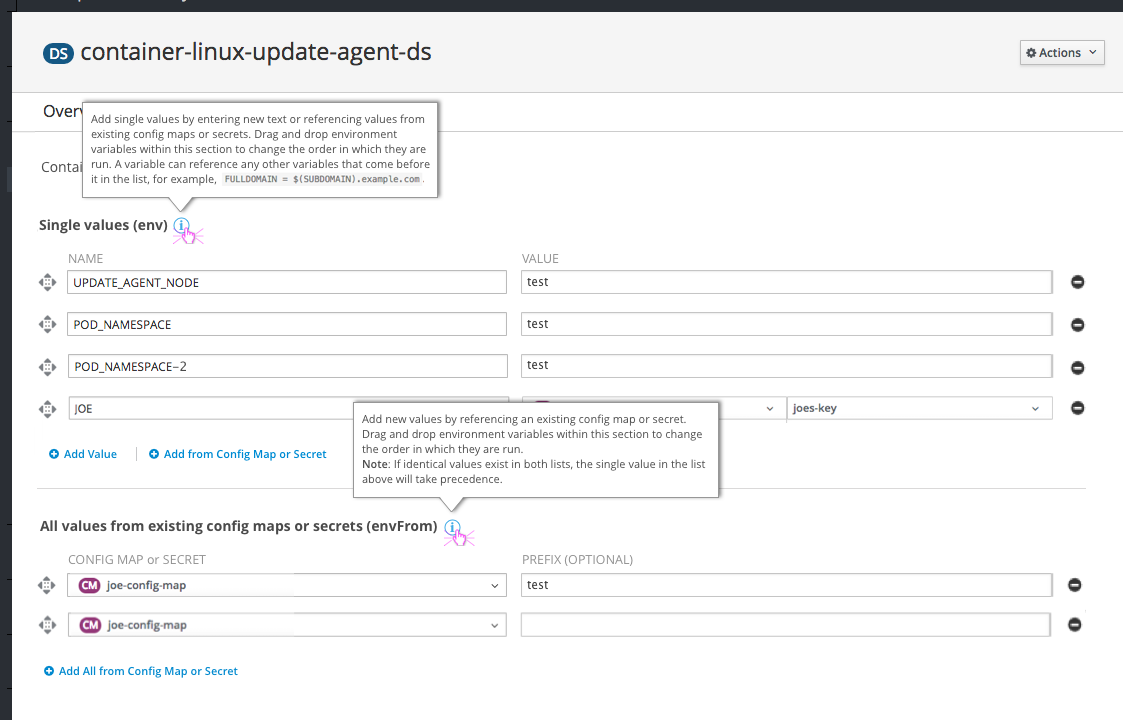 DS container-linux-update-agent-ds
Actions
Add single values by entering new text or referencing values from
existing config maps or secrets. Drag and drop environment
variables within this section to change the order in which they are
run. A variable can reference any other variables that come before
it in the list, for example, FULLDOMAIN = $(SUBDOMAIN).example.com.
Single values (env)
NAME VALUE
UPDATE_AGENT_NODE test
POD_NAMESPACE test
POD_NAMESPACE-2 test
JOE joes-key
Add Value Add from Config Map or Secret
Add new values by referencing an existing config map or secret.
Drag and drop environment variables within this section to change
the order in which they are run.
Note: If identical values exist in both lists, the single value in the list
above will take precedence.
All values from existing config maps or secrets (envFrom)
CONFIG MAP or SECRET PREFIX (OPTIONAL)
CM joe-config-map test
CM joe-config-map
Add All from Config Map or Secret